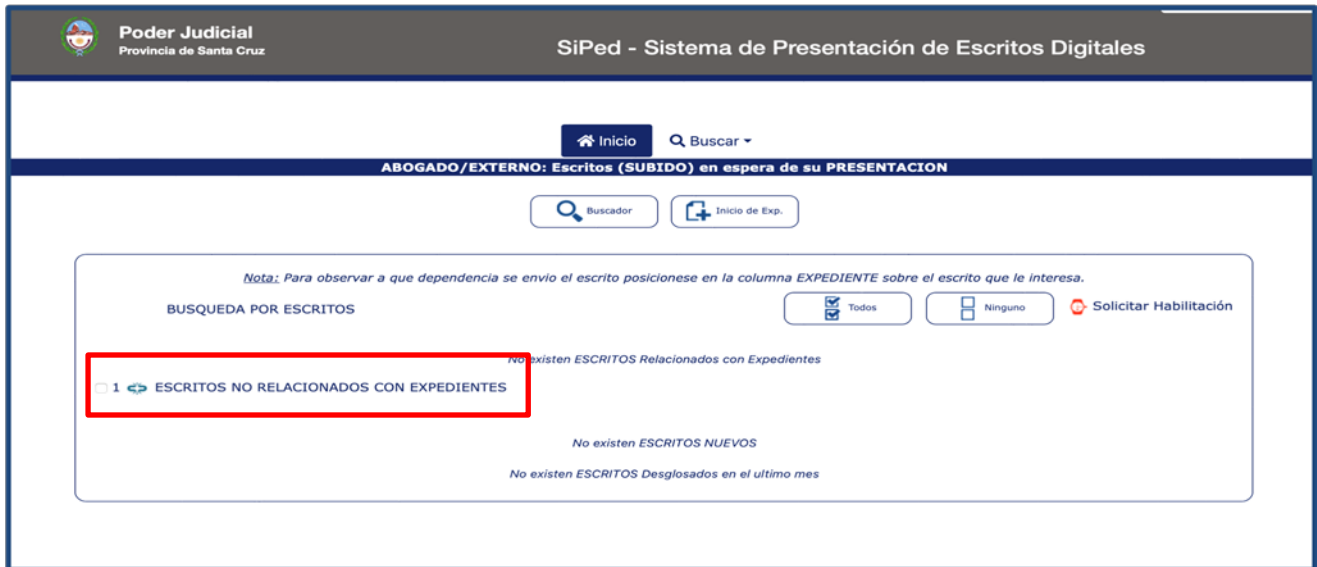 Poder Judicial
Provincia de Santa Cruz
SiPed - Sistema de Presentación de Escritos Digitales
Inicio
Buscar
ABOGADO/EXTERNO: Escritos (SUBIDO) en espera de su PRESENTACION
Buscador
Inicio de Exp.
Nota: Para observar a que dependencia se envio el escrito posicionese en la columna EXPEDIENTE sobre el escrito que le interesa.
BUSQUEDA POR ESCRITOS
Todos
Ninguno
Solicitar Habilitación
No existen ESCRITOS Relacionados con Expedientes
1 ESCRITOS NO RELACIONADOS CON EXPEDIENTES
No existen ESCRITOS NUEVOS
No existen ESCRITOS Desglosados en el ultimo mes